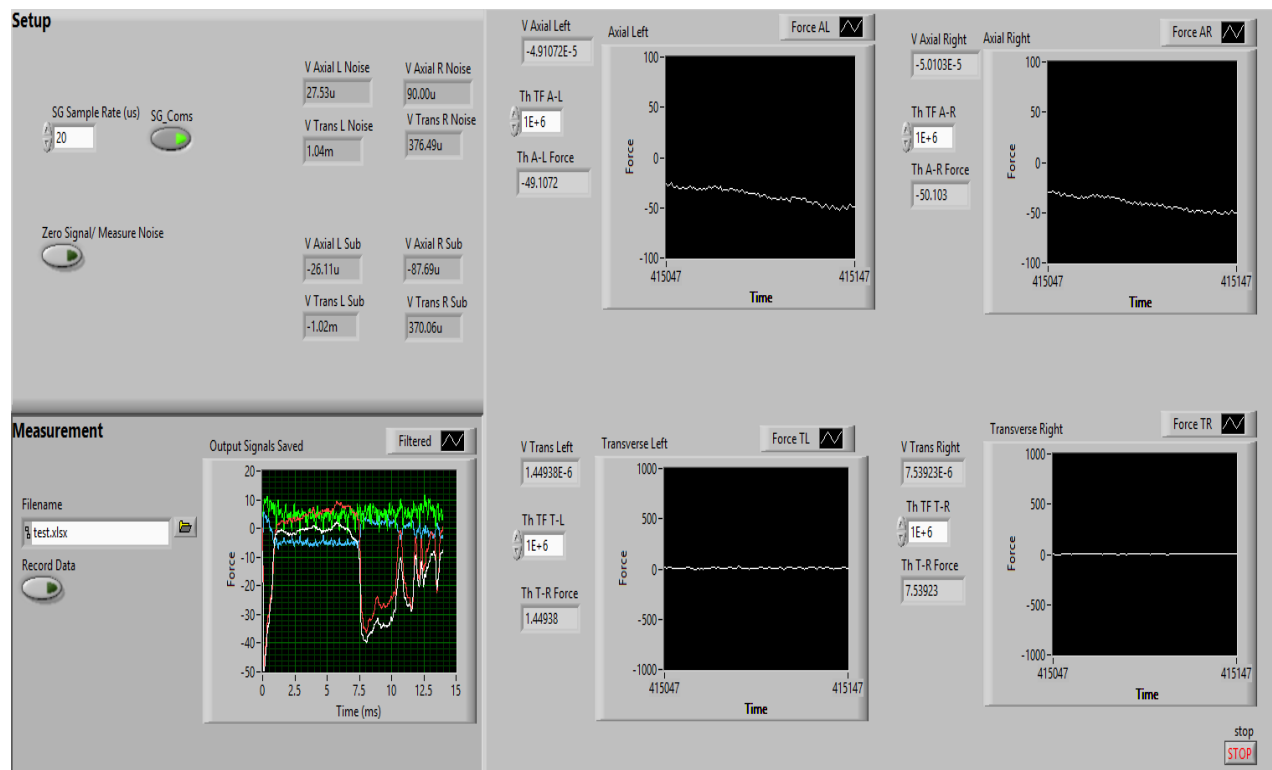 Setup
SG Sample Rate (us)
20
SG_Coms
V Axial L Noise
27.53u
V Axial R Noise
90.00u
V Trans L Noise
1.04m
V Trans R Noise
376.49u
Zero Signal/ Measure Noise
V Axial L Sub
-26.11u
V Axial R Sub
-87.69u
V Trans L Sub
-1.02m
V Trans R Sub
370.06u
V Axial Left
-4.91072E-5
Th TF A-L
1E+6
Th A-L Force
-49.1072
Axial Left
Force AL
100
50
0
-50
-100
Force
415047
415147
Time
V Axial Right
-5.0103E-5
Th TF A-R
1E+6
Th A-R Force
-50.103
Axial Right
Force AR
100
50
0
-50
-100
Force
415047
415147
Time
Measurement
Filename
test.xlsx
Record Data
Output Signals Saved
Filtered
20
10
0
-10
-20
-30
-40
-50
Force
0
2.5
5
7.5
10
12.5
15
Time (ms)
V Trans Left
1.44938E-6
Th TF T-L
1E+6
Th T-R Force
1.44938
Transverse Left
Force TL
1000
500
0
-500
-1000
Force
415047
415147
Time
V Trans Right
7.53923E-6
Th TF T-R
1E+6
Th T-R Force
7.53923
Transverse Right
Force TR
1000
500
0
-500
-1000
Force
415047
415147
Time
stop
STOP